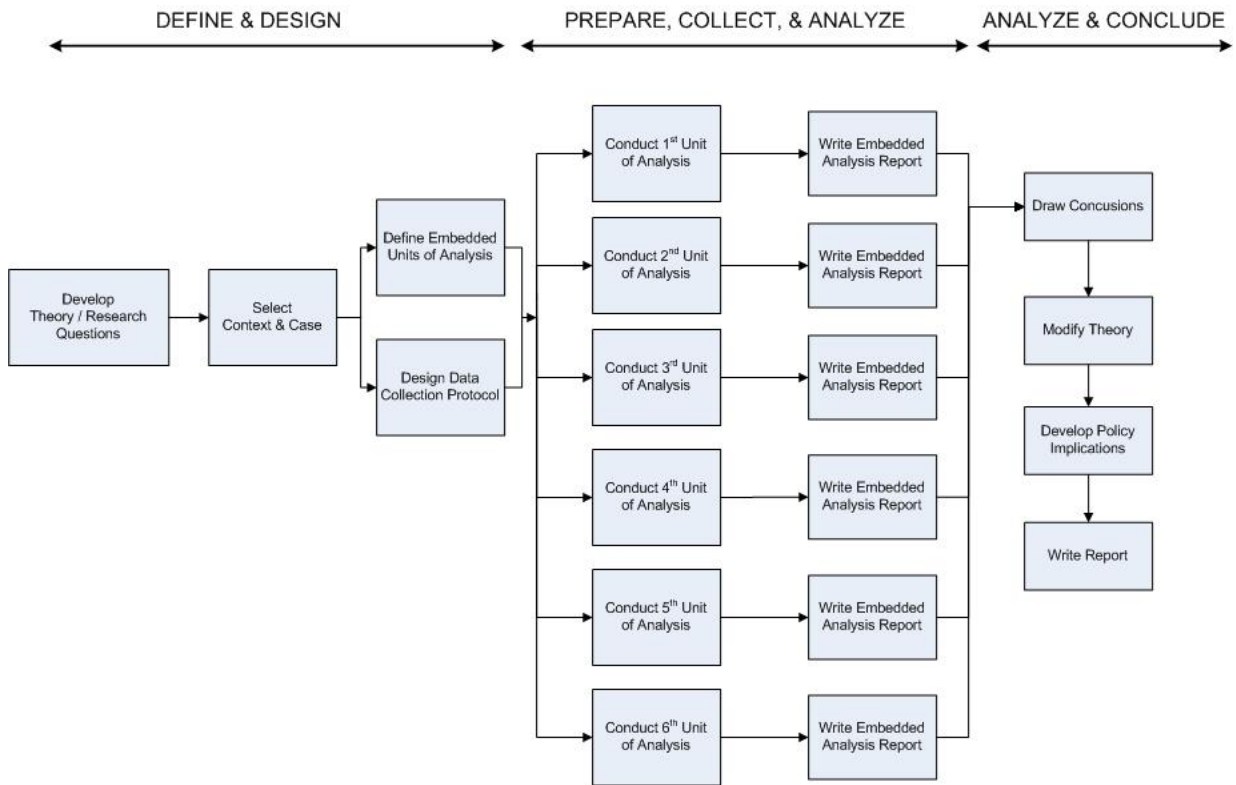 DEFINE & DESIGN
PREPARE, COLLECT, & ANALYZE
ANALYZE & CONCLUDE
Develop
Theory / Research
Questions
Select
Context & Case
Define Embedded
Units of Analysis
Design Data
Collection Protocol
Conduct 1st Unit
of Analysis
Write Embedded
Analysis Report
Conduct 2nd Unit
of Analysis
Write Embedded
Analysis Report
Conduct 3rd Unit
of Analysis
Write Embedded
Analysis Report
Conduct 4th Unit
of Analysis
Write Embedded
Analysis Report
Conduct 5th Unit
of Analysis
Write Embedded
Analysis Report
Conduct 6th Unit
of Analysis
Write Embedded
Analysis Report
Draw Concusions
Modify Theory
Develop Policy
Implications
Write Report